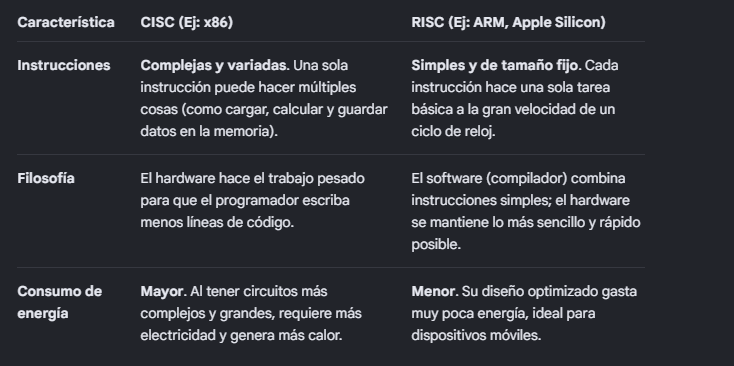 Característica CISC (Ej: x86) RISC (Ej: ARM, Apple Silicon)
Instrucciones
Complejas y variadas. Una sola
instrucción puede hacer múltiples
cosas (como cargar, calcular y guardar
datos en la memoria).
Simples y de tamaño fijo. Cada
instrucción hace una sola tarea
básica a la gran velocidad de un
ciclo de reloj.
Filosofía
El hardware hace el trabajo pesado
para que el programador escriba
menos líneas de código.
El software (compilador) combina
instrucciones simples; el hardware
se mantiene lo más sencillo y rápido
posible.
Consumo de
energía
Mayor. Al tener circuitos más
complejos y grandes, requiere más
electricidad y genera más calor.
Menor. Su diseño optimizado gasta
muy poca energía, ideal para
dispositivos móviles.